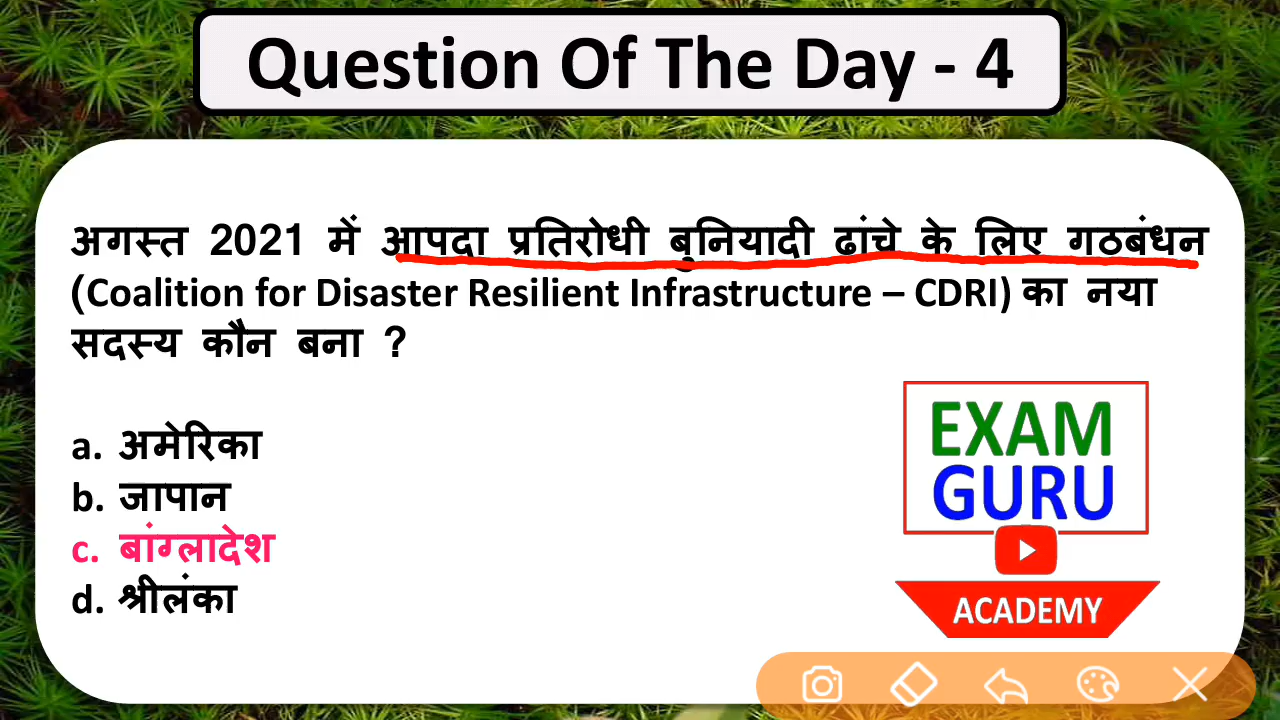 Question Of The Day - 4
अगस्त 2021 में आपदा प्रतिरोधी बुनियादी ढांचे के लिए गठबंधन
(Coalition for Disaster Resilient Infrastructure – CDRI) का नया
सदस्य कौन बना ?
a. अमेरिका
b. जापान
c. बांग्लादेश
d. श्रीलंका
EXAM
GURU
ACADEMY